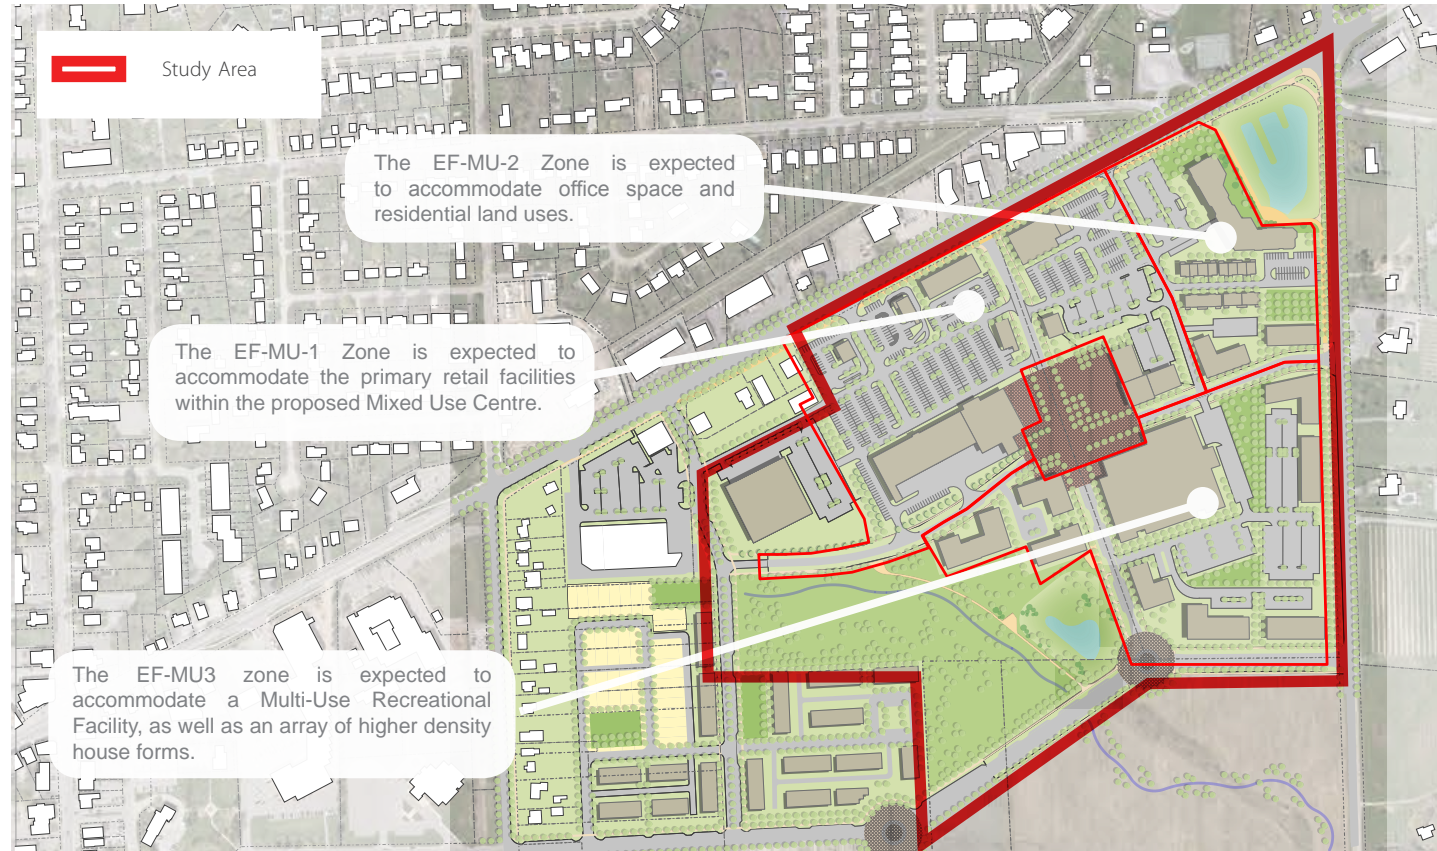 Study Area
The EF-MU-2 Zone is expected
to accommodate office space and
residential land uses.
The EF-MU-1 Zone is expected to
accommodate the primary retail facilities
within the proposed Mixed Use Centre.
The EF-MU3 zone is expected to
accommodate a Multi-Use Recreational
Facility, as well as an array of higher density
house forms.